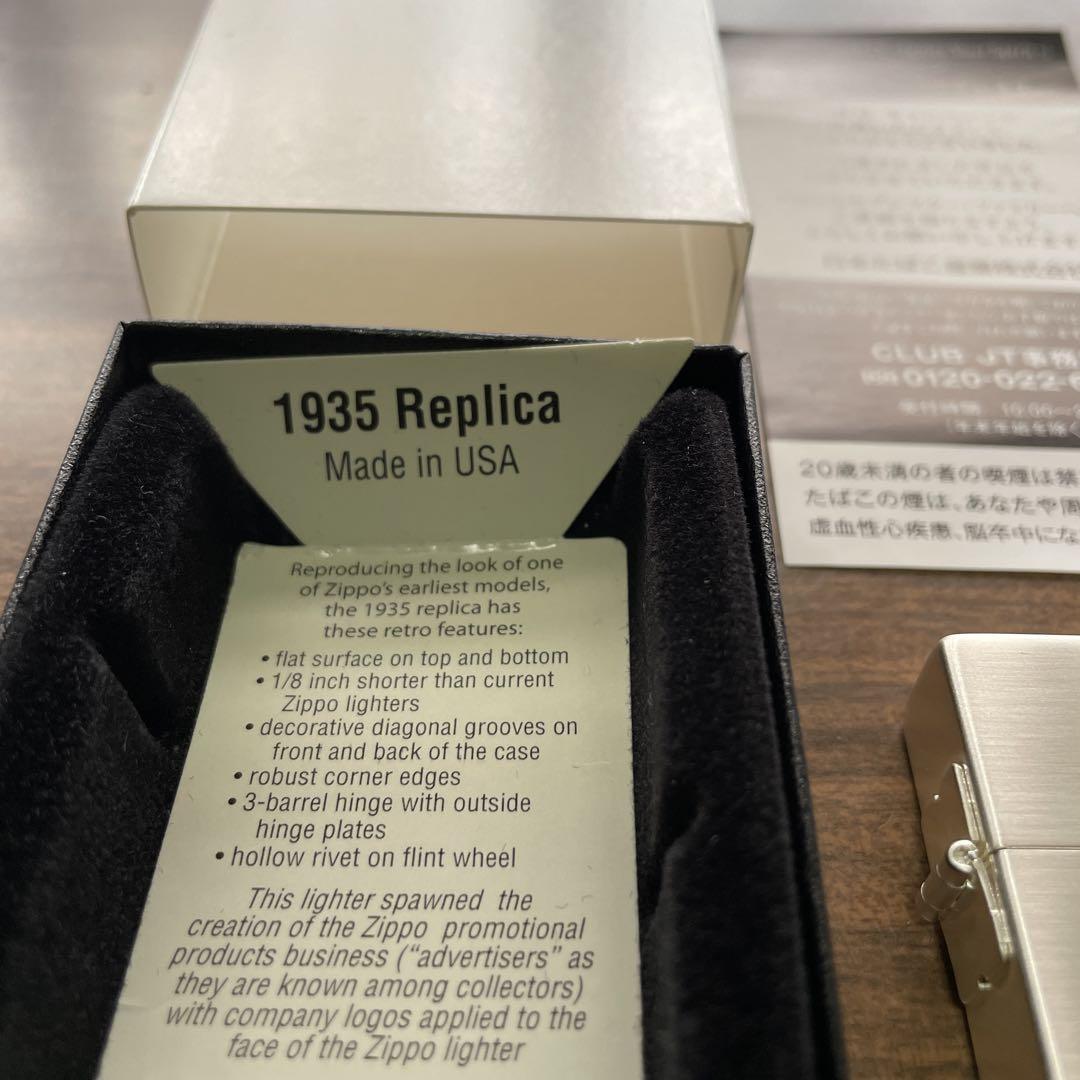 1935 Replica
Made in USA
Reproducing the look of one
of Zippo's earliest models,
the 1935 replica has
these retro features:
• flat surface on top and bottom
• 1/8 inch shorter than current
Zippo lighters
• decorative diagonal grooves on
front and back of the case
• robust corner edges
• 3-barrel hinge with outside
hinge plates
• hollow rivet on flint wheel
This lighter spawned the
creation of the Zippo promotional
products business ("advertisers" as
they are known among collectors)
with company logos applied to the
face of the Zippo lighter
CLUB JT事務
0120-022-
20歳未満の者の喫煙は禁
たばこの煙は、あなたや周
虚血性心疾患、脳卒中にな